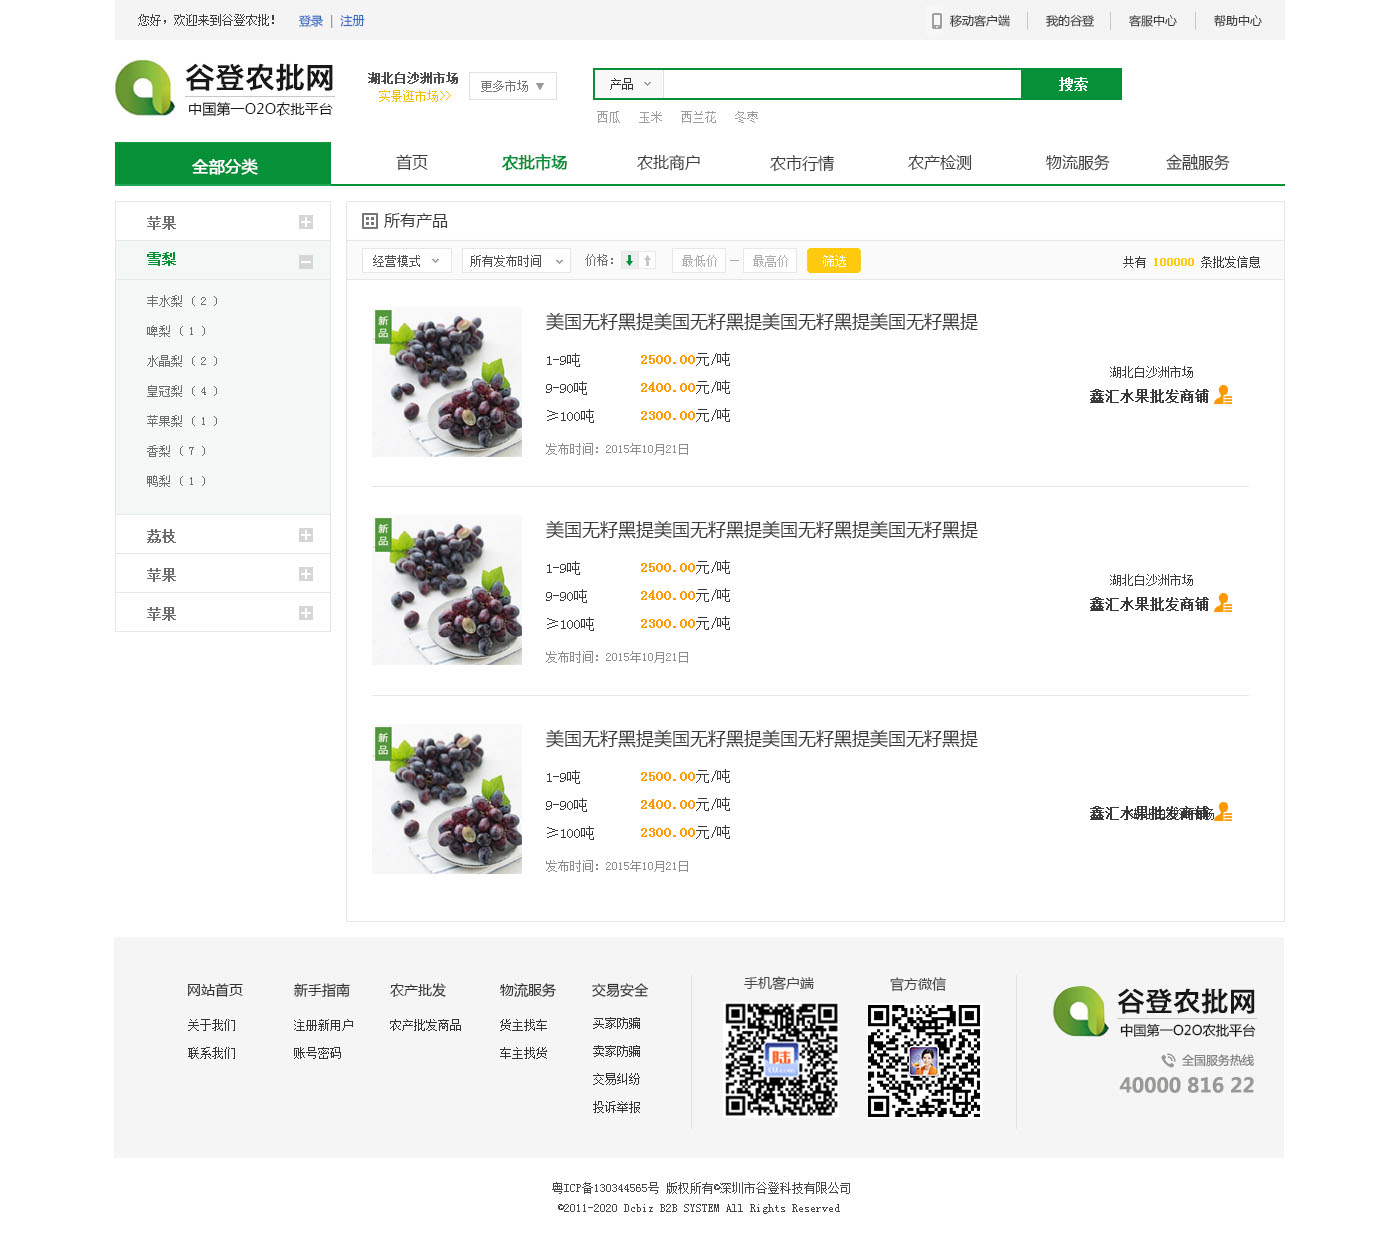 您好，欢迎来到谷登农批！ 登录 | 注册 移动客户端 我的谷登 客服中心 帮助中心
谷登农批网
中国第一O2O农批平台
湖北白沙洲市场
实景逛市场>>
更多市场
产品 搜索
西瓜 玉米 西兰花 冬枣
全部分类 首页 农批市场 农批商户 农市行情 农产检测 物流服务 金融服务
苹果
雪梨
丰水梨（2）
啤梨（1）
水晶梨（2）
皇冠梨（4）
苹果梨（1）
香梨（7）
鸭梨（1）
荔枝
苹果
苹果
所有产品
经营模式 所有发布时间 价格： 最低价 — 最高价 筛选 共有 100000 条批发信息
新品
美国无籽黑提美国无籽黑提美国无籽黑提美国无籽黑提
1-9吨 2500.00元/吨
9-90吨 2400.00元/吨
≥100吨 2300.00元/吨
发布时间：2015年10月21日
湖北白沙洲市场
鑫汇水果批发商铺
新品
美国无籽黑提美国无籽黑提美国无籽黑提美国无籽黑提
1-9吨 2500.00元/吨
9-90吨 2400.00元/吨
≥100吨 2300.00元/吨
发布时间：2015年10月21日
湖北白沙洲市场
鑫汇水果批发商铺
新品
美国无籽黑提美国无籽黑提美国无籽黑提美国无籽黑提
1-9吨 2500.00元/吨
9-90吨 2400.00元/吨
≥100吨 2300.00元/吨
发布时间：2015年10月21日
鑫汇水果批发商铺
网站首页
关于我们
联系我们
新手指南
注册新用户
账号密码
农产批发
农产批发商品
物流服务
货主找车
车主找货
交易安全
买家防骗
卖家防骗
交易纠纷
投诉举报
手机客户端
陆
官方微信
谷登农批网
中国第一O2O农批平台
全国服务热线
40000 816 22
粤ICP备130344565号 版权所有©深圳市谷登科技有限公司
©2011-2020 Dcbiz B2B SYSTEM All Rights Reserved